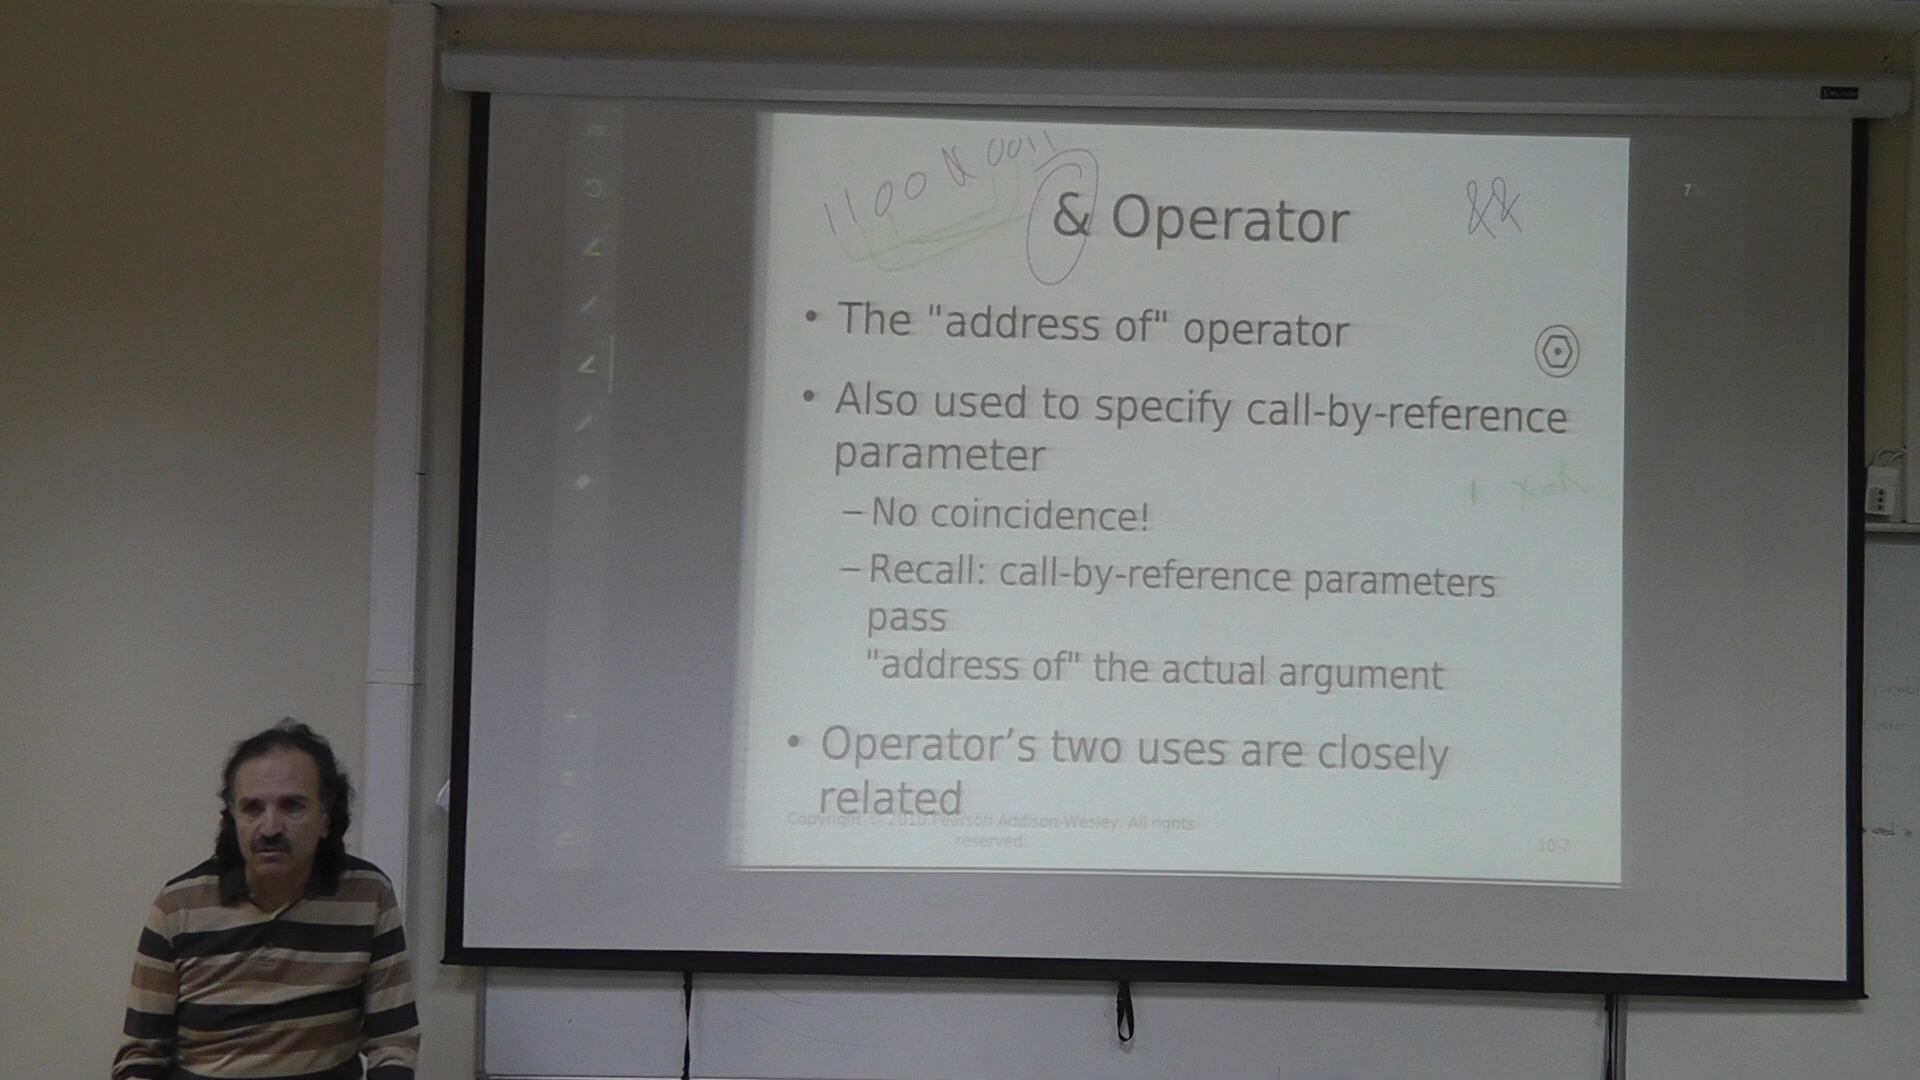 1100 & 0011
& Operator
&&
• The "address of" operator
• Also used to specify call-by-reference
parameter
– No coincidence!
– Recall: call-by-reference parameters
pass
"address of" the actual argument
• Operator’s two uses are closely
related
Copyright © 2010 Pearson Addison-Wesley. All rights
reserved.
10-7